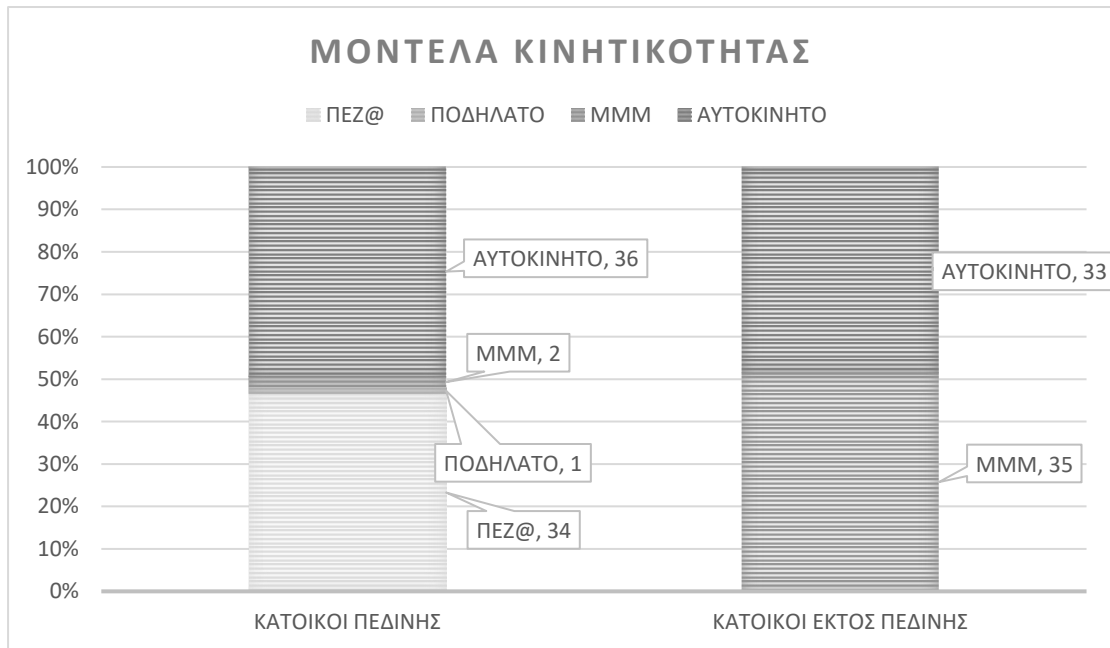 ΜΟΝΤΕΛΑ ΚΙΝΗΤΙΚΟΤΗΤΑΣ
ΠΕΖ@ ΠΟΔΗΛΑΤΟ ΜΜΜ ΑΥΤΟΚΙΝΗΤΟ
100%
90%
80%
70%
60%
50%
40%
30%
20%
10%
0%
ΑΥΤΟΚΙΝΗΤΟ, 36
ΜΜΜ, 2
ΠΟΔΗΛΑΤΟ, 1
ΠΕΖ@, 34
ΑΥΤΟΚΙΝΗΤΟ, 33
ΜΜΜ, 35
ΚΑΤΟΙΚΟΙ ΠΕΔΙΝΗΣ
ΚΑΤΟΙΚΟΙ ΕΚΤΟΣ ΠΕΔΙΝΗΣ